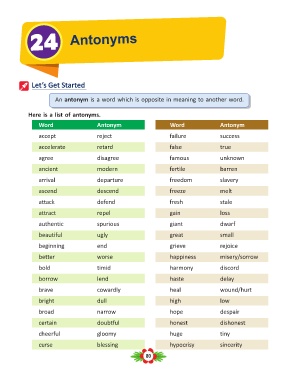 24
Antonyms
Let's Get Started
An antonym is a word which is opposite in meaning to another word.
Here is a list of antonyms.
Word Antonym
accept reject
accelerate retard
agree disagree
ancient modern
arrival departure
ascend descend
attack defend
attract repel
authentic spurious
beautiful ugly
beginning end
better worse
bold timid
borrow lend
brave cowardly
bright dull
broad narrow
certain doubtful
cheerful gloomy
curse blessing
Word Antonym
failure success
false true
famous unknown
fertile barren
freedom slavery
freeze melt
fresh stale
gain loss
giant dwarf
great small
grieve rejoice
happiness misery/sorrow
harmony discord
haste delay
heal wound/hurt
high low
hope despair
honest dishonest
huge tiny
hypocrisy sincerity
80